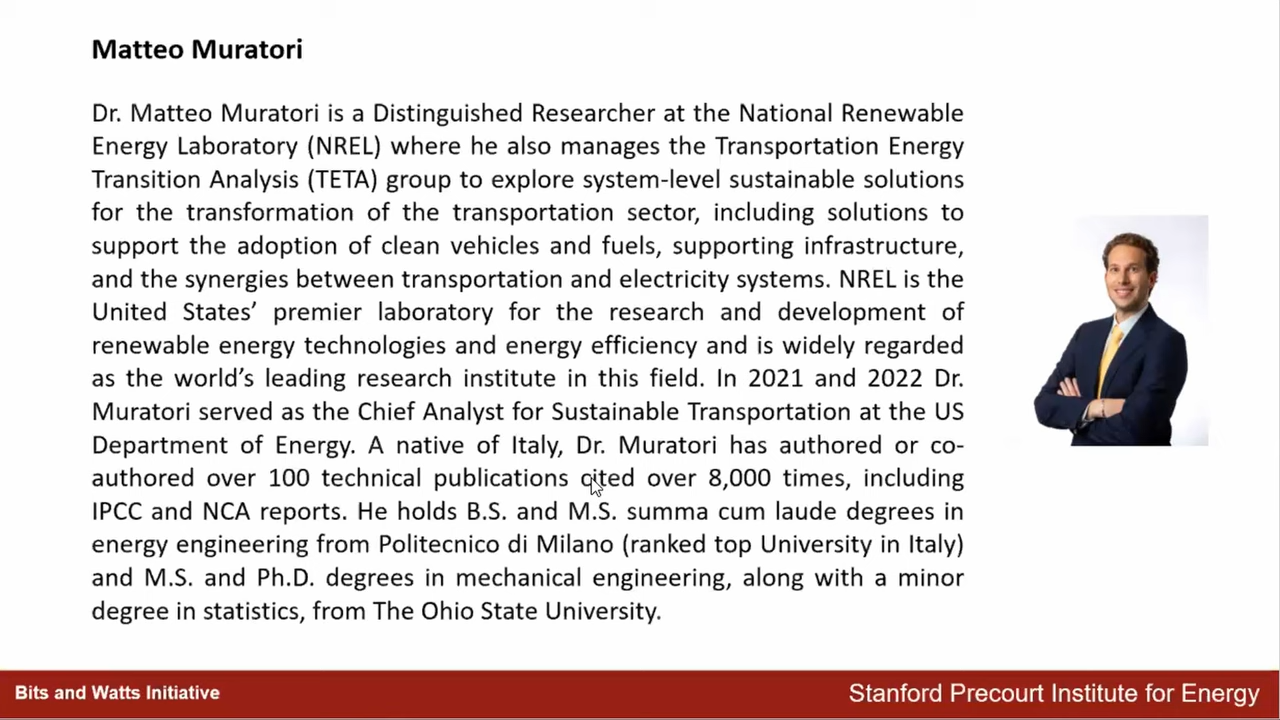 Matteo Muratori
Dr. Matteo Muratori is a Distinguished Researcher at the National Renewable
Energy Laboratory (NREL) where he also manages the Transportation Energy
Transition Analysis (TETA) group to explore system-level sustainable solutions
for the transformation of the transportation sector, including solutions to
support the adoption of clean vehicles and fuels, supporting infrastructure,
and the synergies between transportation and electricity systems. NREL is the
United States’ premier laboratory for the research and development of
renewable energy technologies and energy efficiency and is widely regarded
as the world’s leading research institute in this field. In 2021 and 2022 Dr.
Muratori served as the Chief Analyst for Sustainable Transportation at the US
Department of Energy. A native of Italy, Dr. Muratori has authored or co-
authored over 100 technical publications cited over 8,000 times, including
IPCC and NCA reports. He holds B.S. and M.S. summa cum laude degrees in
energy engineering from Politecnico di Milano (ranked top University in Italy)
and M.S. and Ph.D. degrees in mechanical engineering, along with a minor
degree in statistics, from The Ohio State University.
Bits and Watts Initiative
Stanford Precourt Institute for Energy